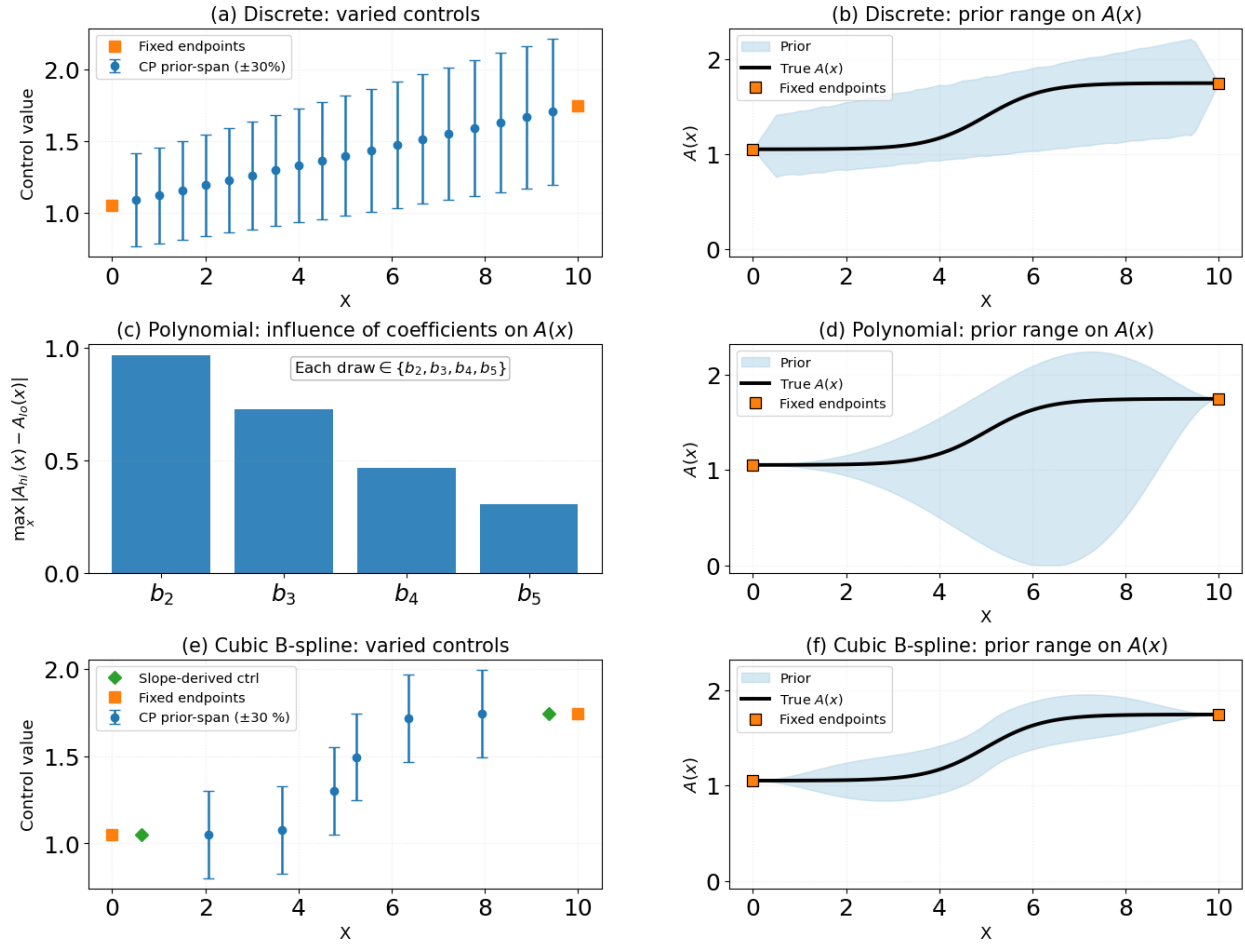 (a) Discrete: varied controls
Control value
2.0
1.5
1.0
Fixed endpoints
CP prior-span (±30%)
0 2 4 6 8 10
X
(b) Discrete: prior range on A(x)
A(x)
2
1
0
Prior
True A(x)
Fixed endpoints
0 2 4 6 8 10
X
(c) Polynomial: influence of coefficients on A(x)
max |A_hi (x) − A_lo(x)|
x
1.0
0.5
0.0
Each draw ∈ {b₂, b₃, b₄, b₅}
b₂ b₃ b₄ b₅
(d) Polynomial: prior range on A(x)
A(x)
2
1
0
Prior
True A(x)
Fixed endpoints
0 2 4 6 8 10
X
(e) Cubic B-spline: varied controls
Control value
2.0
1.5
1.0
Slope-derived ctrl
Fixed endpoints
CP prior-span (±30 %)
0 2 4 6 8 10
X
(f) Cubic B-spline: prior range on A(x)
A(x)
2
1
0
Prior
True A(x)
Fixed endpoints
0 2 4 6 8 10
X